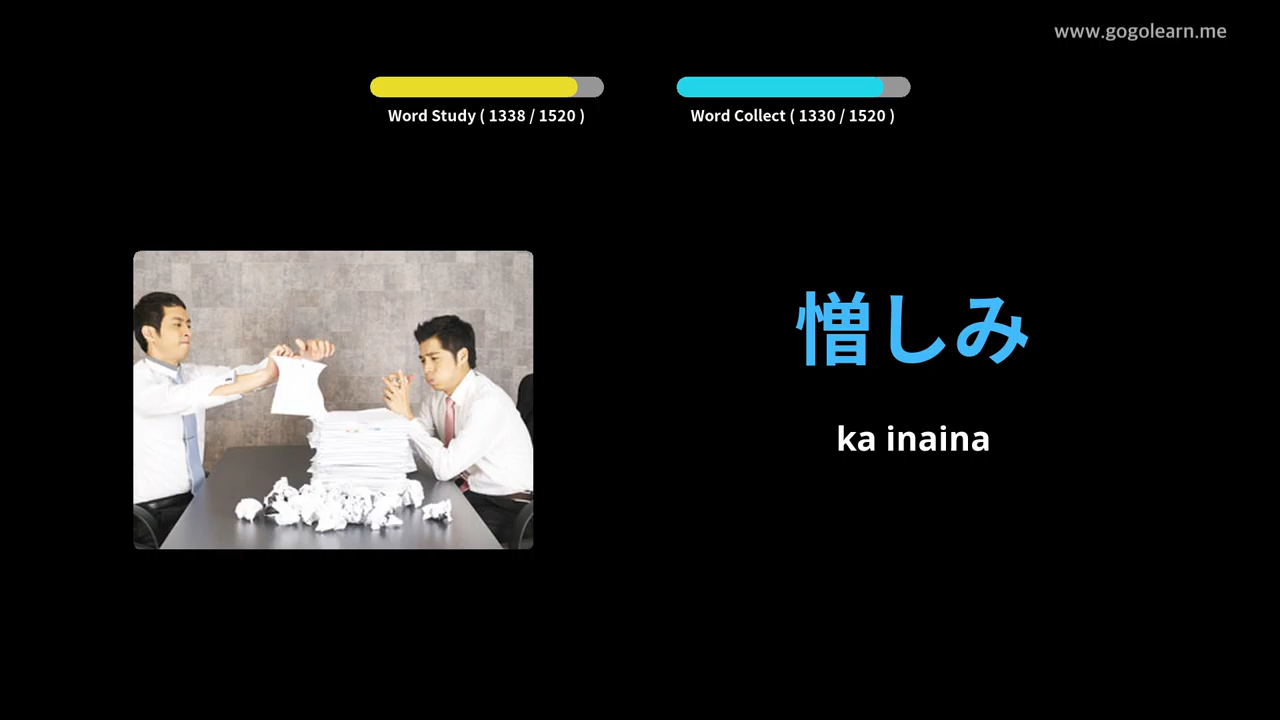 www.gogolearn.me
Word Study ( 1338 / 1520 )
Word Collect ( 1330 / 1520 )
憎しみ
ka inaina